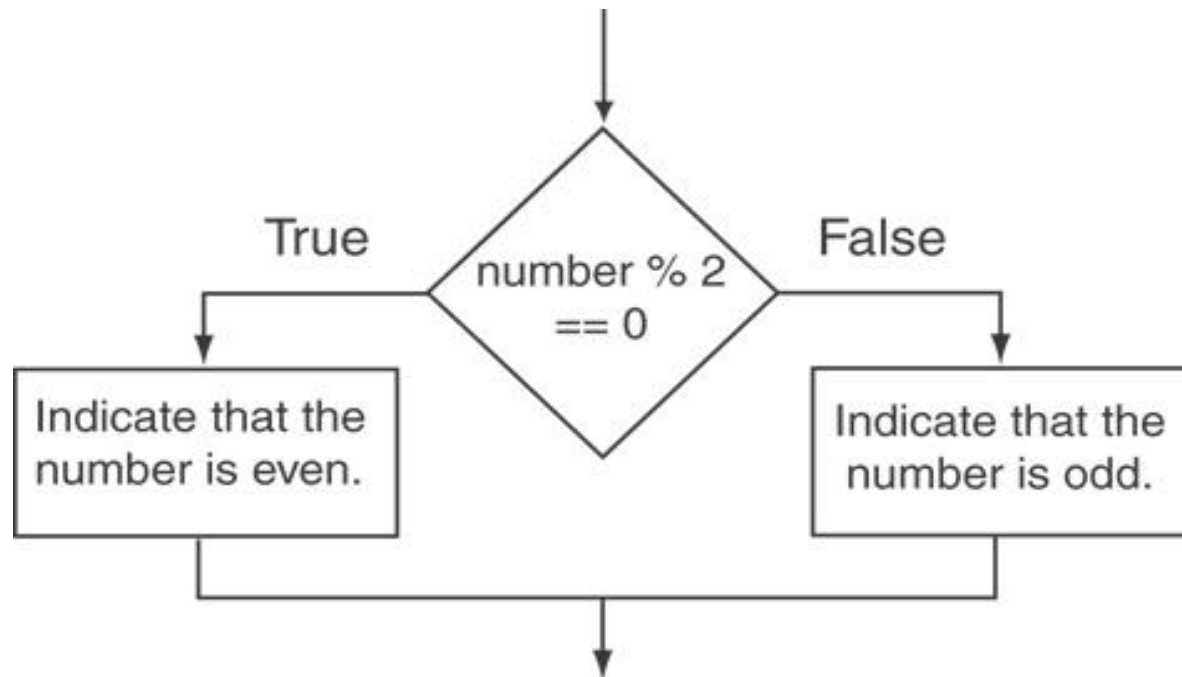 True
False
number % 2
== 0
Indicate that the
number is even.
Indicate that the
number is odd.